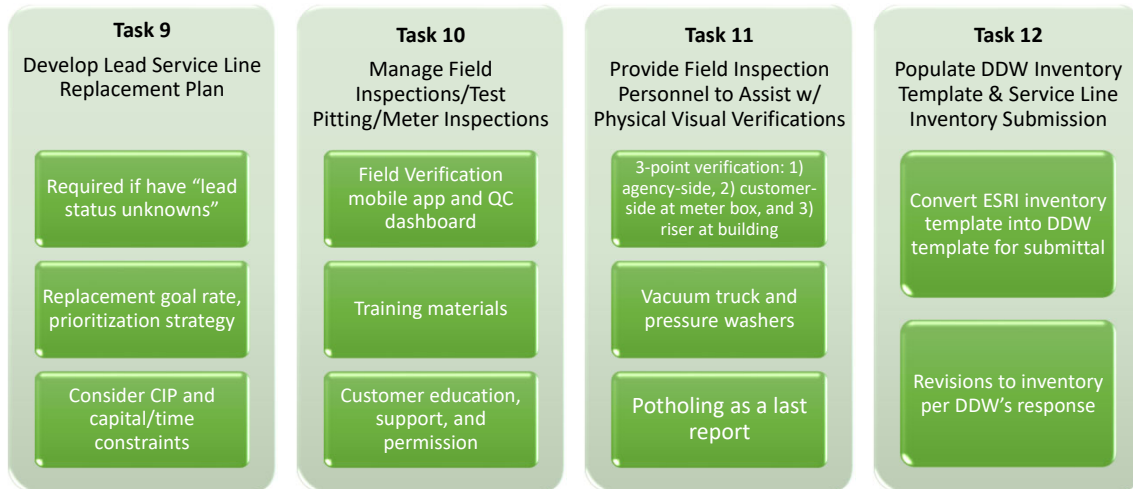 Task 9
Develop Lead Service Line
Replacement Plan
Required if have “lead
status unknowns”
Replacement goal rate,
prioritization strategy
Consider CIP and
capital/time
constraints
Task 10
Manage Field
Inspections/Test
Pitting/Meter Inspections
Field Verification
mobile app and QC
dashboard
Training materials
Customer education,
support, and
permission
Task 11
Provide Field Inspection
Personnel to Assist w/
Physical Visual Verifications
3-point verification: 1)
agency-side, 2) customer-
side at meter box, and 3)
riser at building
Vacuum truck and
pressure washers
Potholing as a last
report
Task 12
Populate DDW Inventory
Template & Service Line
Inventory Submission
Convert ESRI inventory
template into DDW
template for submittal
Revisions to inventory
per DDW’s response